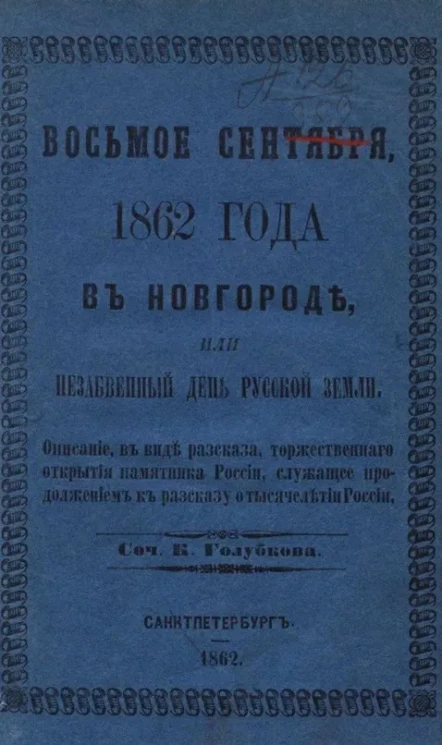 ВОСЬМОЕ СЕНТЯБРЯ,
1862 ГОДА
ВЪ НОВГОРОДѢ,
ИЛИ
НЕЗАБВЕННЫЙ ДЕНЬ РУССКОЙ ЗЕМЛИ.
Описаніе, въ видѣ разсказа, торжественнаго
открытія памятника Россіи, служащее про-
долженіемъ къ разсказу о тысячелѣтіи Россіи.
Соч. К. Голубкова.
САНКТПЕТЕРБУРГЪ.
1862.